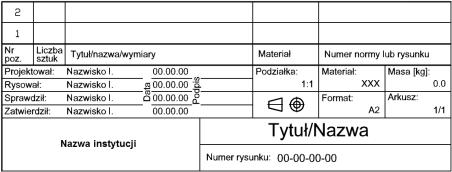 2
1
Nr poz. Liczba sztuk Tytuł/nazwa/wymiary Materiał Numer normy lub rysunku
Projektował: Nazwisko I. Data 00.00.00 Podpis Podziałka: 1:1 Materiał: XXX Masa [kg]: 0.0
Rysował: Nazwisko I. 00.00.00
Sprawdził: Nazwisko I. 00.00.00 Format: A2 Arkusz: 1/1
Zatwierdził: Nazwisko I. 00.00.00
Nazwa instytucji Tytuł/Nazwa
Numer rysunku: 00-00-00-00